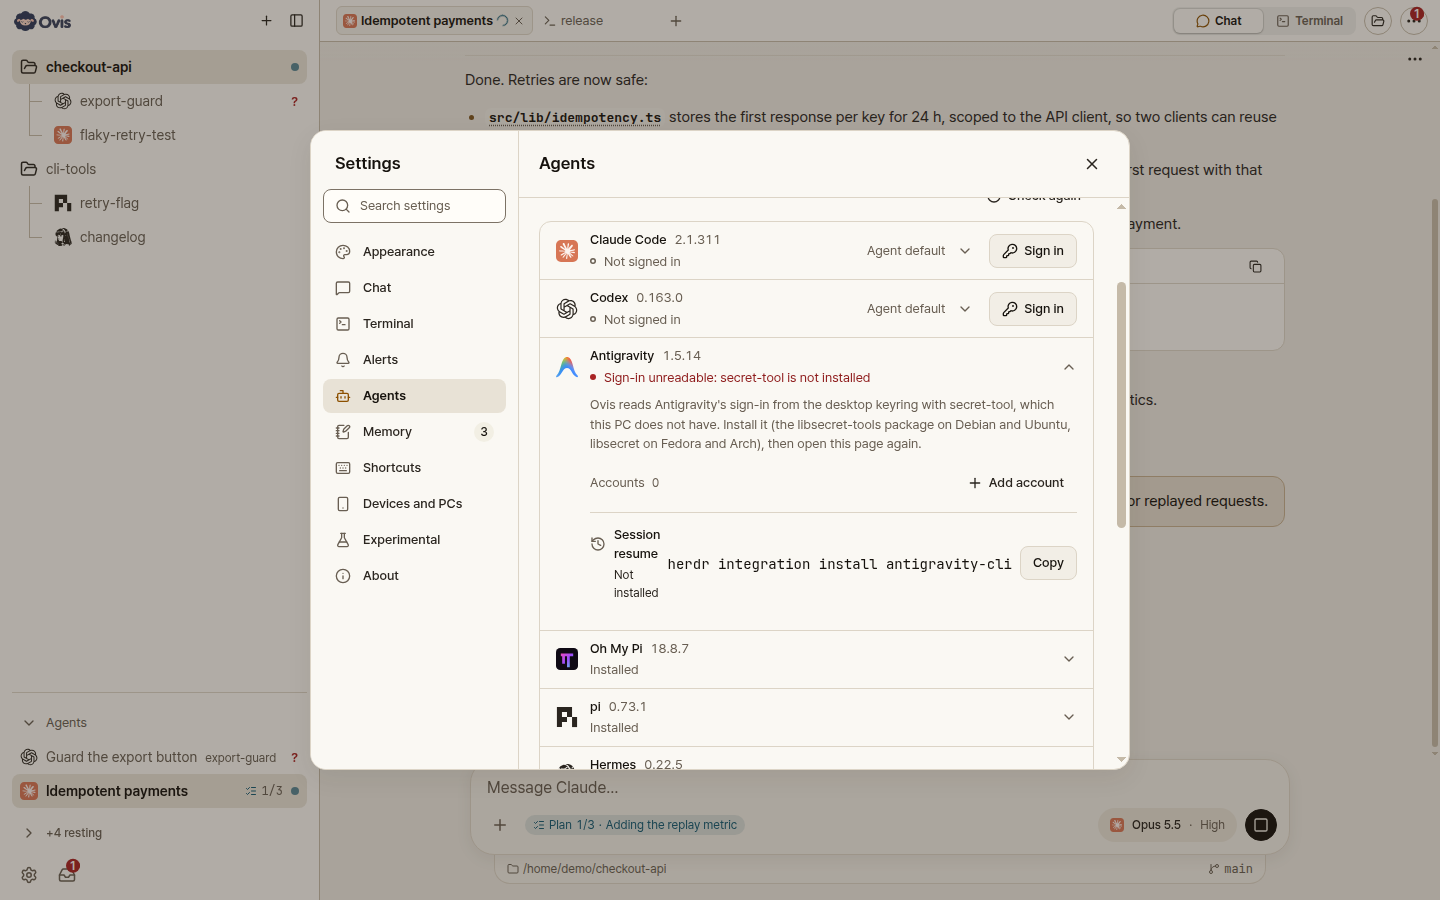 Ovis
Idempotent payments
release
Chat
Terminal
1
checkout-api
export-guard
?
flaky-retry-test
cli-tools
retry-flag
changelog
Done. Retries are now safe:
src/lib/idempotency.ts stores the first response per key for 24 h, scoped to the API client, so two clients can reuse
rst request with that
ayment.
tics.
or replayed requests.
Settings
Search settings
Appearance
Chat
Terminal
Alerts
Agents
Memory 3
Shortcuts
Devices and PCs
Experimental
About
Agents
Check again
Claude Code 2.1.311
Not signed in
Agent default
Sign in
Codex 0.163.0
Not signed in
Agent default
Sign in
Antigravity 1.5.14
Sign-in unreadable: secret-tool is not installed
Ovis reads Antigravity's sign-in from the desktop keyring with secret-tool, which
this PC does not have. Install it (the libsecret-tools package on Debian and Ubuntu,
libsecret on Fedora and Arch), then open this page again.
Accounts 0
Add account
Session
resume
Not
installed
herdr integration install antigravity-cli
Copy
Oh My Pi 18.8.7
Installed
pi 0.73.1
Installed
Hermes 0.22.5
Agents
Guard the export button export-guard ?
Idempotent payments 1/3
+4 resting
1
Message Claude...
Plan 1/3 · Adding the replay metric
Opus 5.5 · High
/home/demo/checkout-api
main